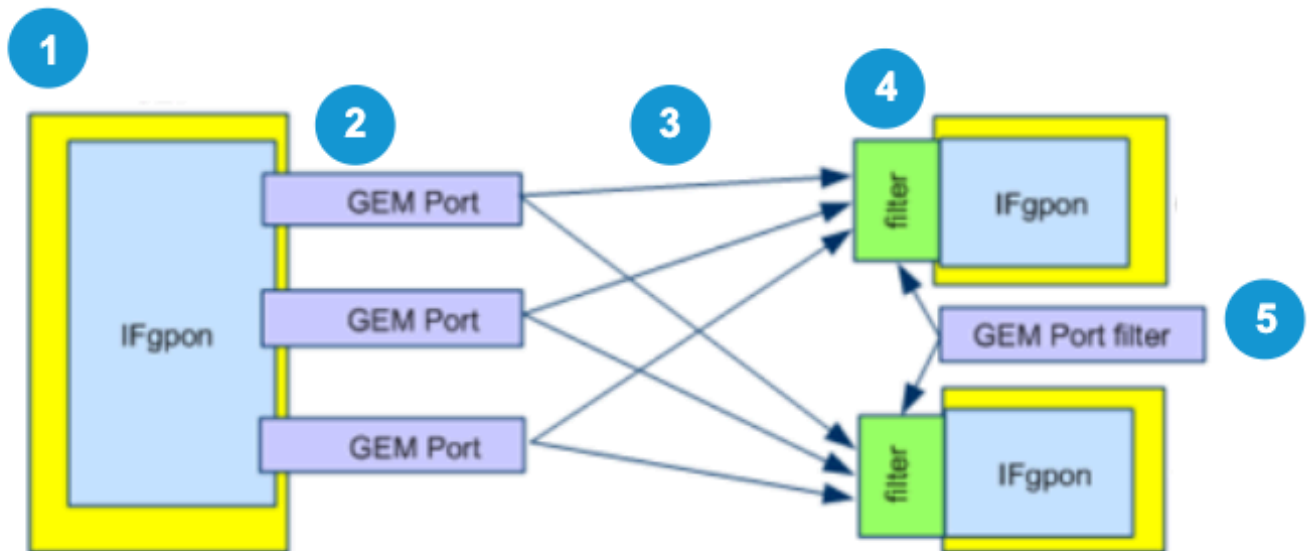 1
2
3
4
GEM Port
filter
IFgpon
IFgpon
GEM Port
GEM Port filter
5
GEM Port
filter
IFgpon